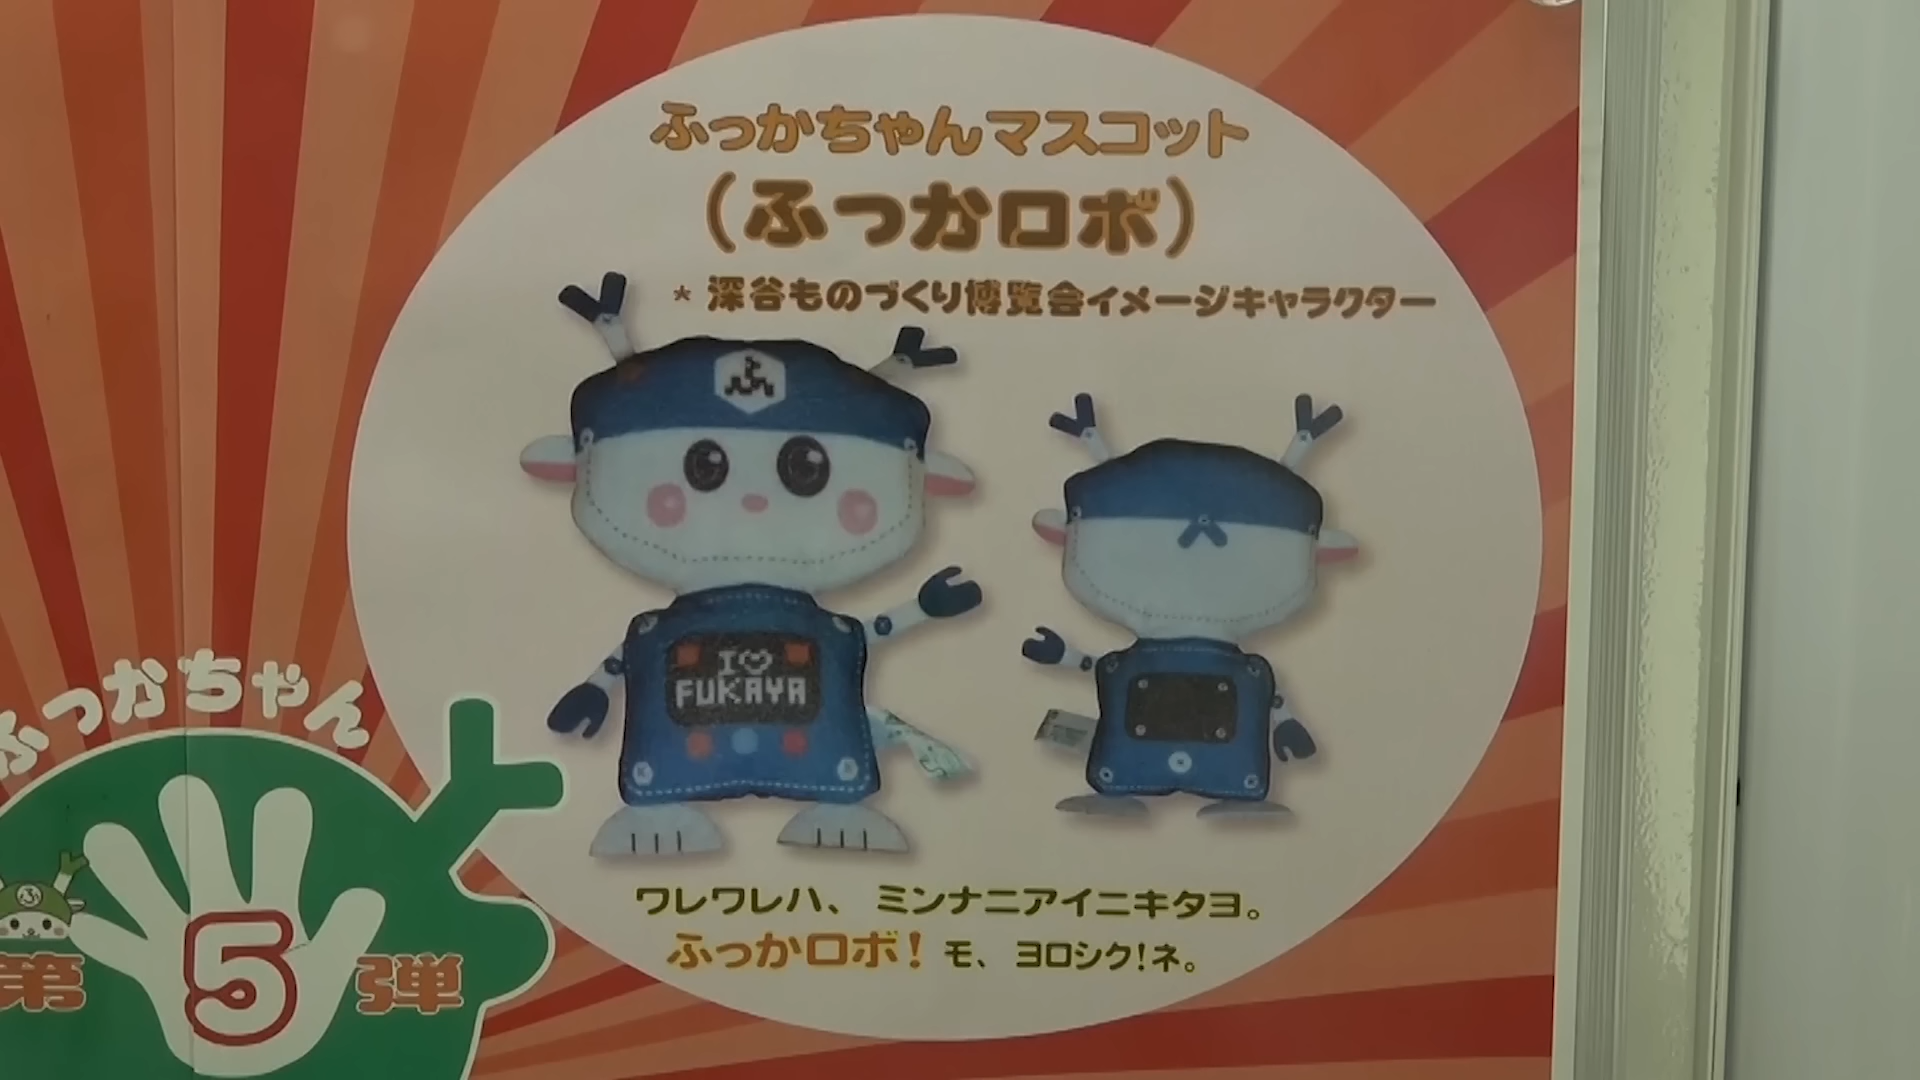 ふっかちゃんマスコット
(ふっかロボ)
* 深谷ものづくり博覧会イメージキャラクター
ふ
I♡
FUKAYA
ワレワレハ、ミンナニアイニキタヨ。
ふっかロボ! モ、ヨロシク!ネ。
ふっかちゃん
ふ
第5弾